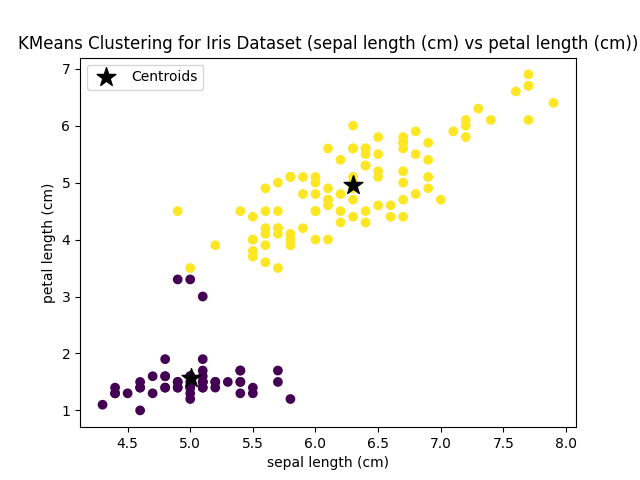 KMeans Clustering for Iris Dataset (sepal length (cm) vs petal length (cm))
Centroids
7
6
5
4
3
2
1
petal length (cm)
4.5 5.0 5.5 6.0 6.5 7.0 7.5 8.0
sepal length (cm)